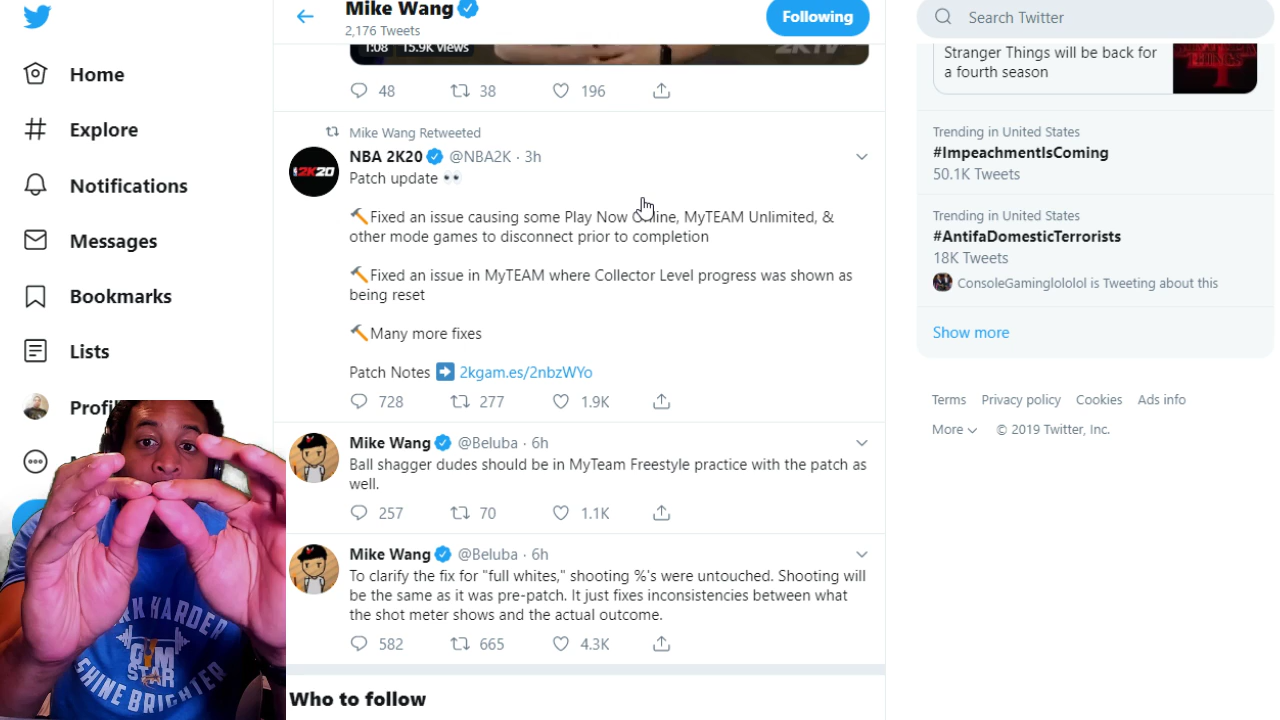 Home
Explore
Notifications
Messages
Bookmarks
Lists
Mike Wang
2,176 Tweets
Following
1:08 15.9K views
2KTV
48 38 196
Mike Wang Retweeted
NBA 2K20 @NBA2K · 3h
Patch update 👀
🔨Fixed an issue causing some Play Now Online, MyTEAM Unlimited, &
other mode games to disconnect prior to completion
🔨Fixed an issue in MyTEAM where Collector Level progress was shown as
being reset
🔨Many more fixes
Patch Notes ➡️ 2kgam.es/2nbzWYo
728 277 1.9K
2K20
Mike Wang @Beluba · 6h
Ball shagger dudes should be in MyTeam Freestyle practice with the patch as
well.
257 70 1.1K
Mike Wang @Beluba · 6h
To clarify the fix for "full whites," shooting %'s were untouched. Shooting will
be the same as it was pre-patch. It just fixes inconsistencies between what
the shot meter shows and the actual outcome.
582 665 4.3K
Who to follow
Search Twitter
Stranger Things will be back for
a fourth season
Trending in United States
#ImpeachmentIsComing
50.1K Tweets
Trending in United States
#AntifaDomesticTerrorists
18K Tweets
ConsoleGaminglololol is Tweeting about this
Show more
Terms Privacy policy Cookies Ads info
More © 2019 Twitter, Inc.
HARDER
STAR
SHINE BRIGHTER